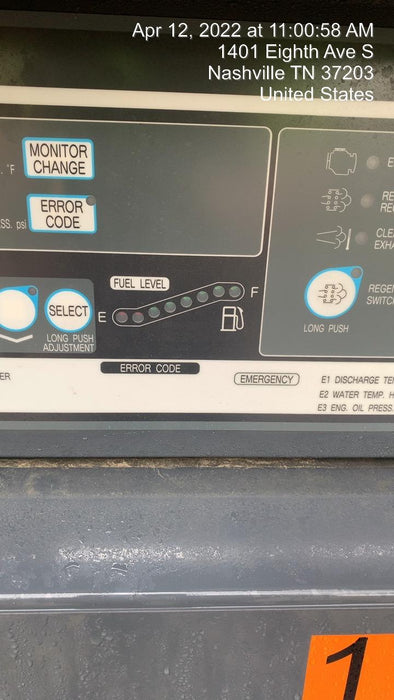 Apr 12, 2022 at 11:00:58 AM
1401 Eighth Ave S
Nashville TN 37203
United States
MONITOR
CHANGE
°F
ERROR
CODE
psi
SELECT
LONG PUSH
ADJUSTMENT
FUEL LEVEL
E
F
LONG PUSH
ERROR CODE
EMERGENCY
E1 DISCHARGE
E2 WATER TEMP.
E3 ENG. OIL PRESS.
1